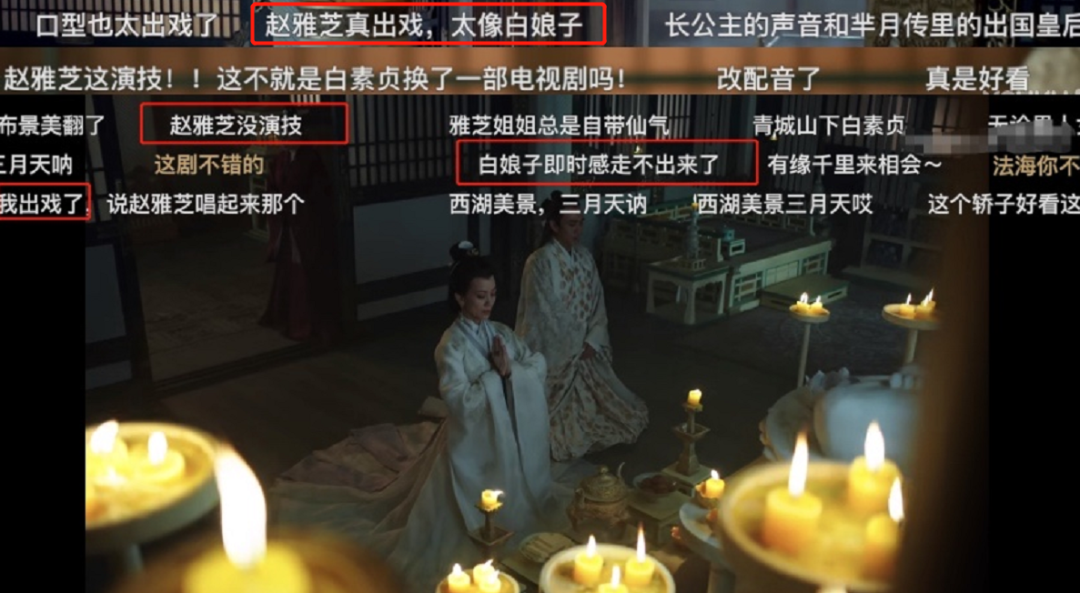 口型也太出戏了 赵雅芝真出戏，太像白娘子 长公主的声音和芈月传里的出国皇后
赵雅芝这演技！！这不就是白素贞换了一部电视剧吗！ 改配音了 真是好看
布景美翻了 赵雅芝没演技 雅芝姐姐总是自带仙气 青城山下白素贞
三月天呐 这剧不错的 白娘子即时感走不出来了 有缘千里来相会～ 法海你不
我出戏了，说赵雅芝唱起来那个 西湖美景，三月天讷 西湖美景三月天哎 这个轿子好看这